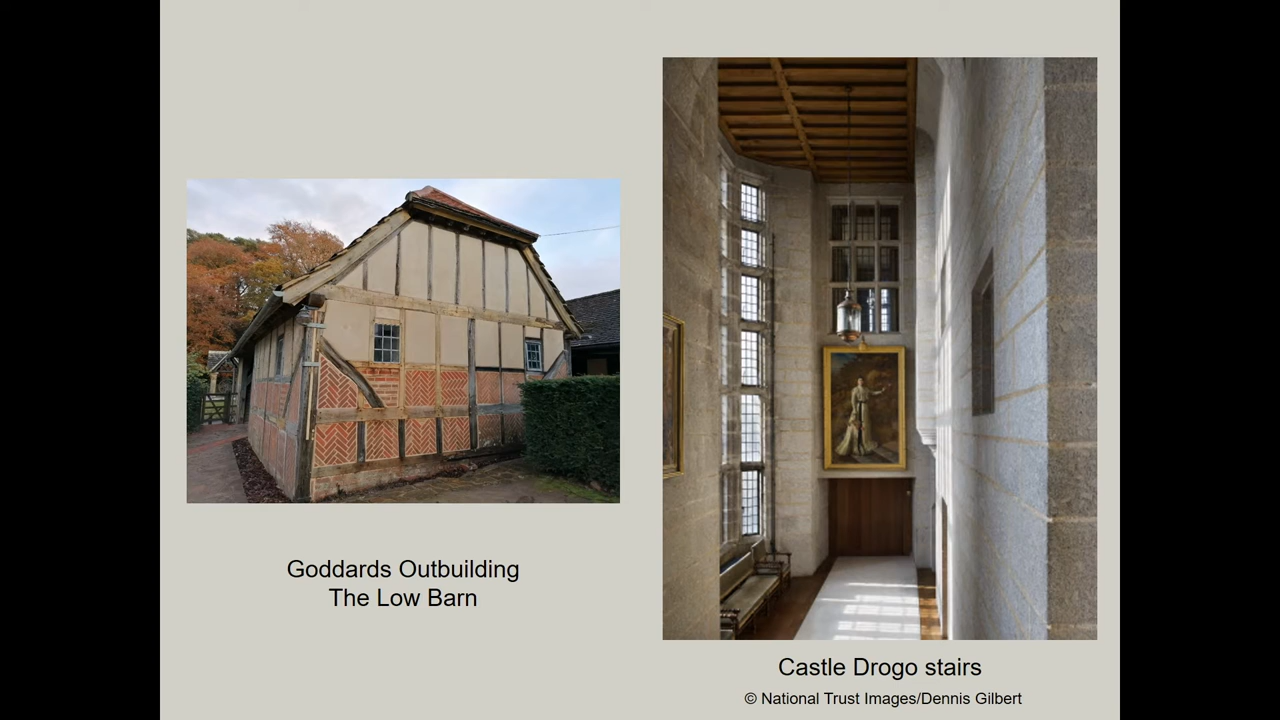 Goddards Outbuilding
The Low Barn
Castle Drogo stairs
© National Trust Images/Dennis Gilbert